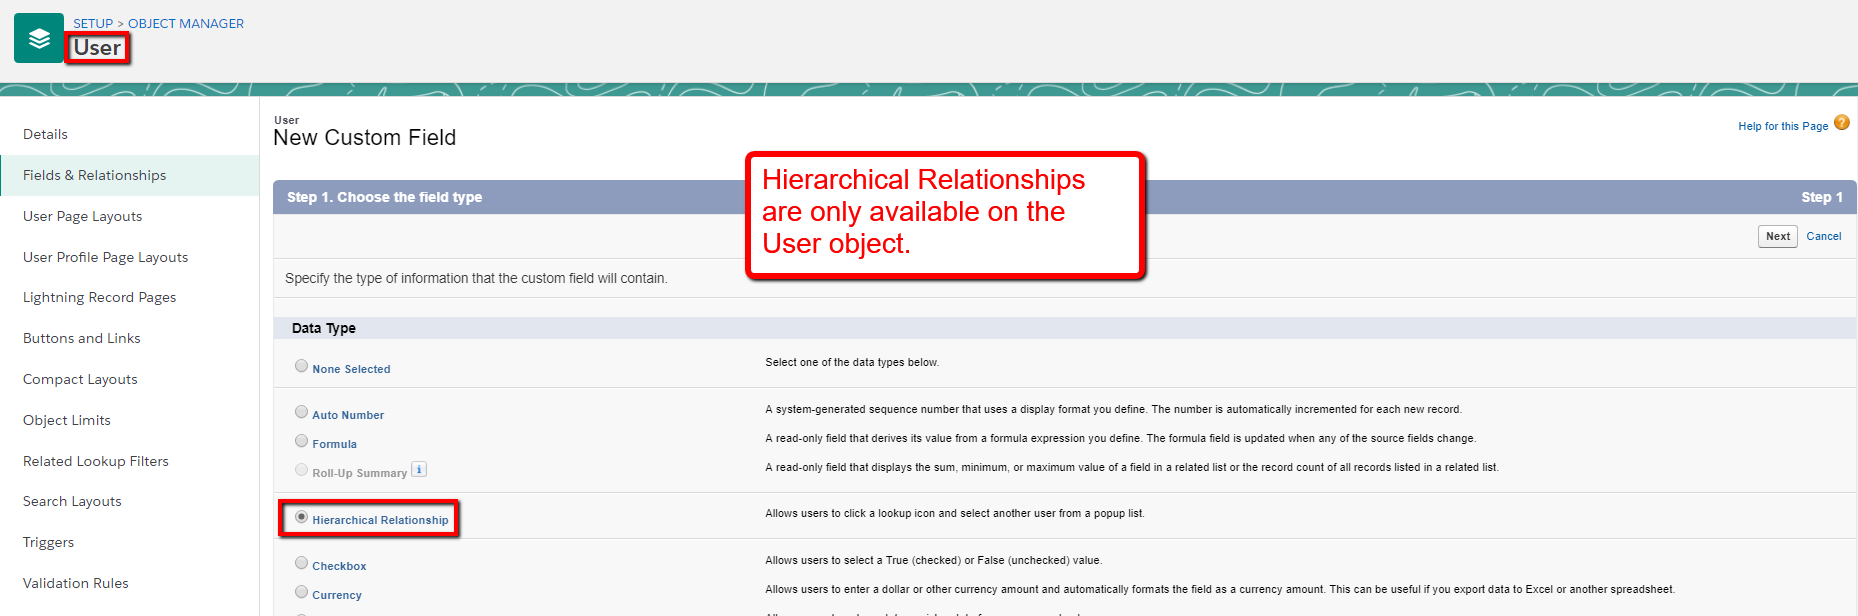 SETUP > OBJECT MANAGER
User
Details
Fields & Relationships
User Page Layouts
User Profile Page Layouts
Lightning Record Pages
Buttons and Links
Compact Layouts
Object Limits
Related Lookup Filters
Search Layouts
Triggers
Validation Rules
User
New Custom Field
Help for this Page ?
Hierarchical Relationships
are only available on the
User object.
Step 1. Choose the field type
Step 1
Next Cancel
Specify the type of information that the custom field will contain.
Data Type
None Selected Select one of the data types below.
Auto Number A system-generated sequence number that uses a display format you define. The number is automatically incremented for each new record.
Formula A read-only field that derives its value from a formula expression you define. The formula field is updated when any of the source fields change.
Roll-Up Summary i A read-only field that displays the sum, minimum, or maximum value of a field in a related list or the record count of all records listed in a related list.
Hierarchical Relationship Allows users to click a lookup icon and select another user from a popup list.
Checkbox Allows users to select a True (checked) or False (unchecked) value.
Currency Allows users to enter a dollar or other currency amount and automatically formats the field as a currency amount. This can be useful if you export data to Excel or another spreadsheet.